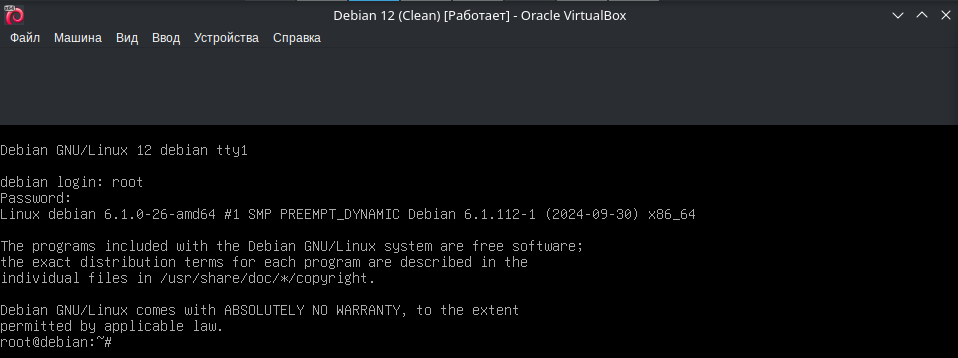 Debian 12 (Clean) [Работает] - Oracle VirtualBox
Файл Машина Вид Ввод Устройства Справка
Debian GNU/Linux 12 debian tty1
debian login: root
Password:
Linux debian 6.1.0-26-amd64 #1 SMP PREEMPT_DYNAMIC Debian 6.1.112-1 (2024-09-30) x86_64
The programs included with the Debian GNU/Linux system are free software;
the exact distribution terms for each program are described in the
individual files in /usr/share/doc/*/copyright.
Debian GNU/Linux comes with ABSOLUTELY NO WARRANTY, to the extent
permitted by applicable law.
root@debian:~#